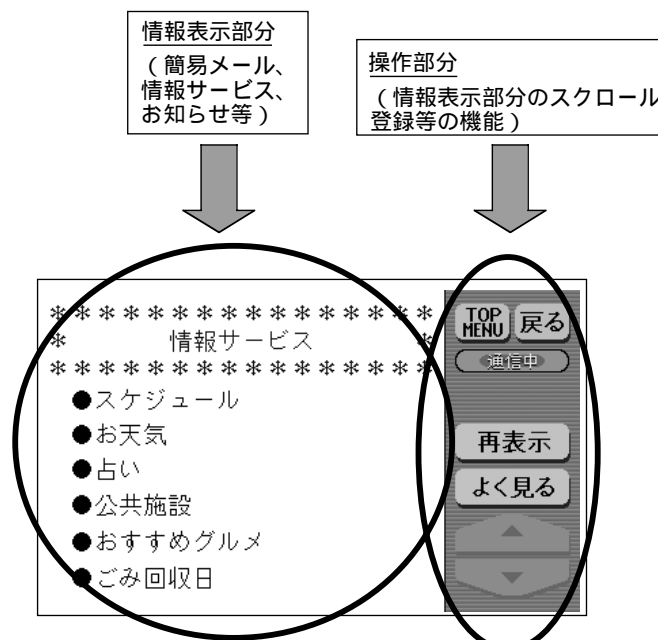 情報表示部分
(簡易メール、
情報サービス、
お知らせ等)
操作部分
(情報表示部分のスクロール
登録等の機能)
******************
* 情報サービス *
******************
●スケジュール
●お天気
●占い
●公共施設
●おすすめグルメ
●ごみ回収日
TOP MENU
戻る
通信中
再表示
よく見る